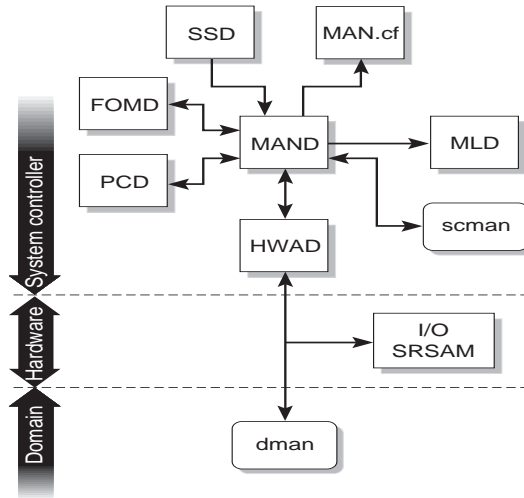 SSD
MAN.cf
FOMD
MAND
MLD
PCD
scman
HWAD
System controller
I/O
SRSAM
Hardware
dman
Domain